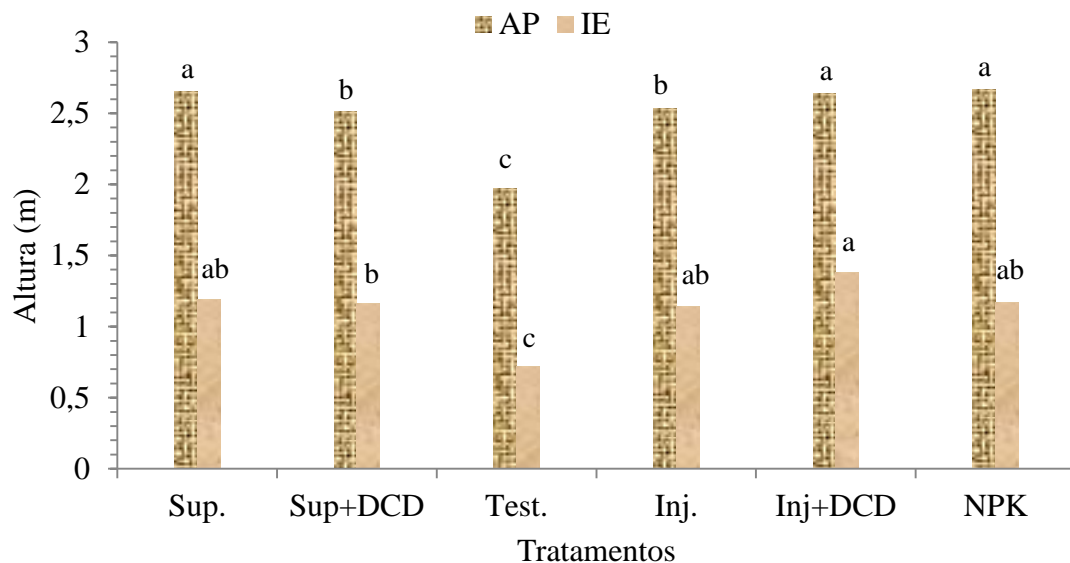 AP IE
3
2,5
2
1,5
1
0,5
0
Altura (m)
a
ab
b
b
c
c
b
ab
a
a
a
ab
Sup. Sup+DCD Test. Inj. Inj+DCD NPK
Tratamentos